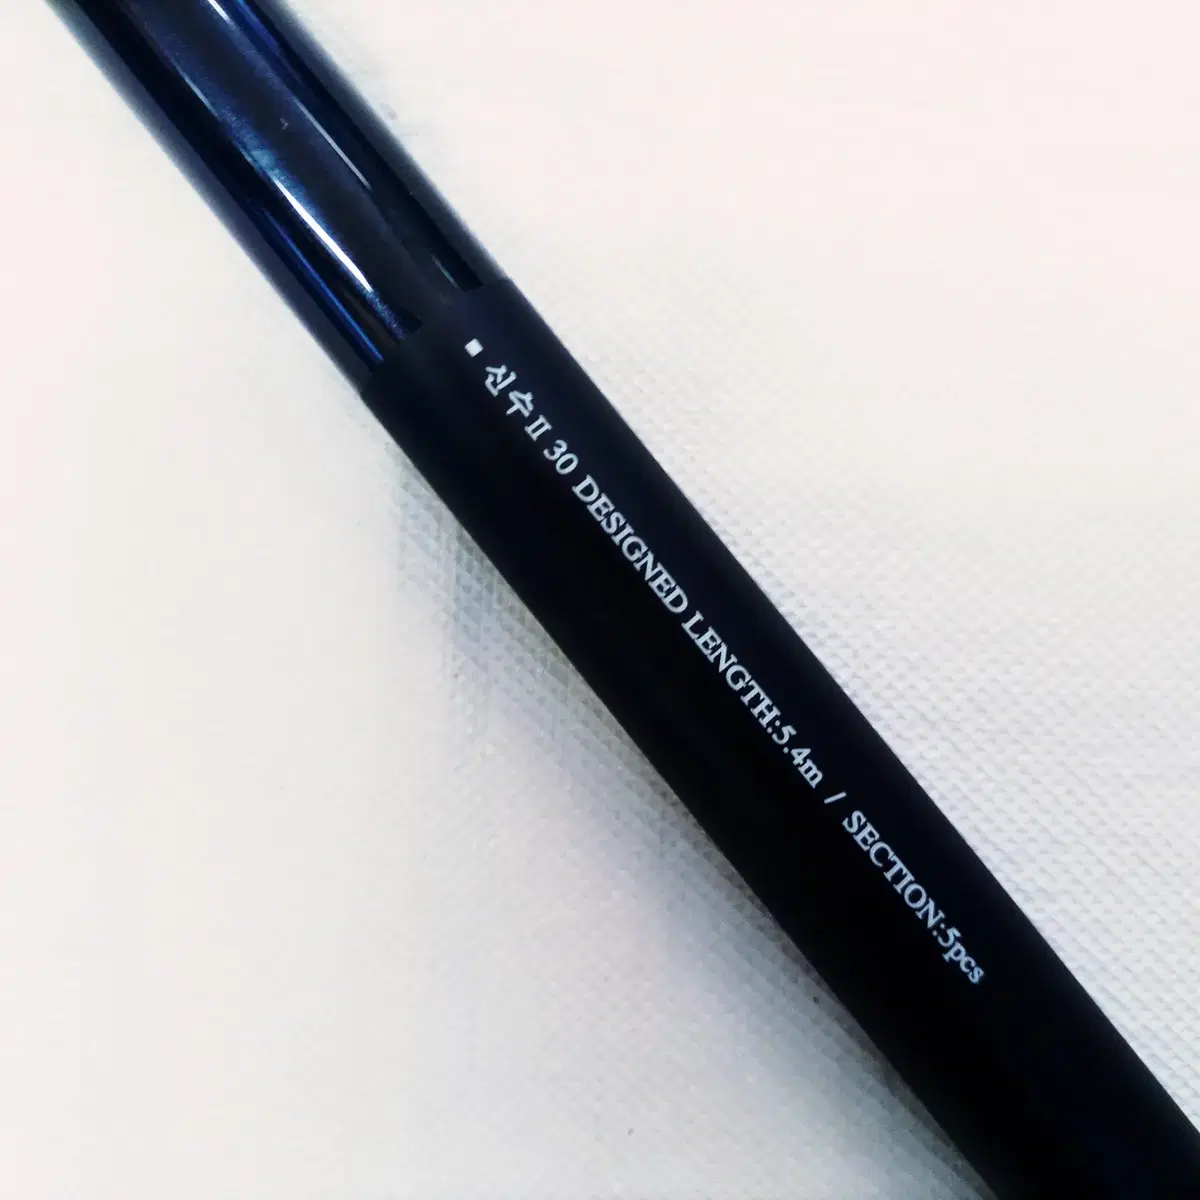 ▪ 신수Ⅱ 30 DESIGNED LENGTH:5.4m / SECTION:5pcs